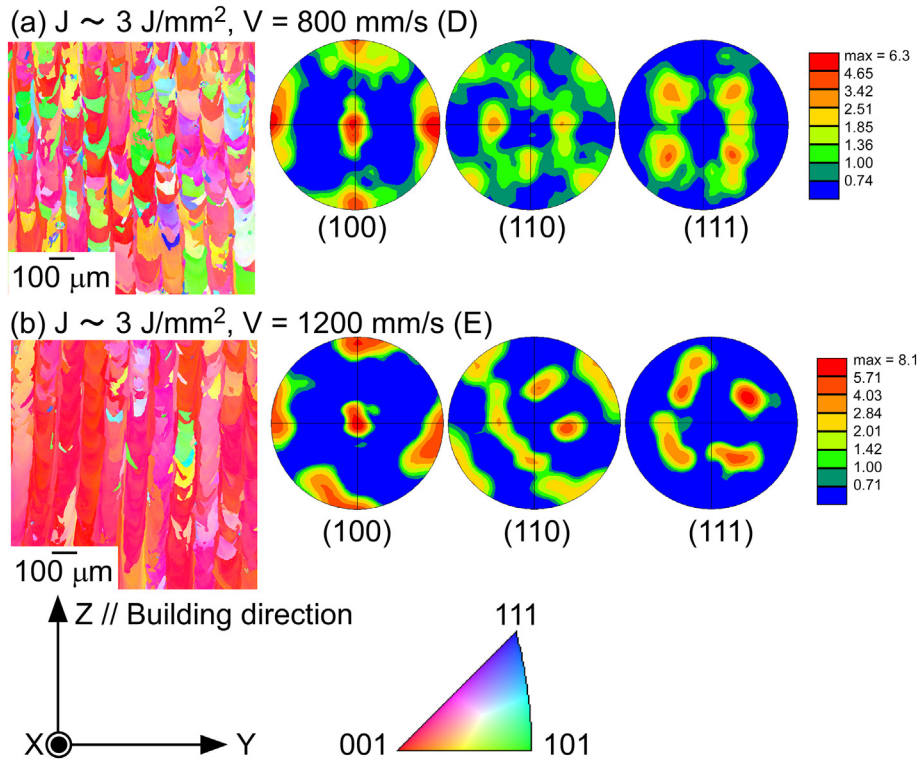 (a) J ~ 3 J/mm², V = 800 mm/s (D)
100 μm
(100)
(110)
(111)
max = 6.3
4.65
3.42
2.51
1.85
1.36
1.00
0.74
(b) J ~ 3 J/mm², V = 1200 mm/s (E)
100 μm
(100)
(110)
(111)
max = 8.1
5.71
4.03
2.84
2.01
1.42
1.00
0.71
Z // Building direction
X
Y
111
001
101